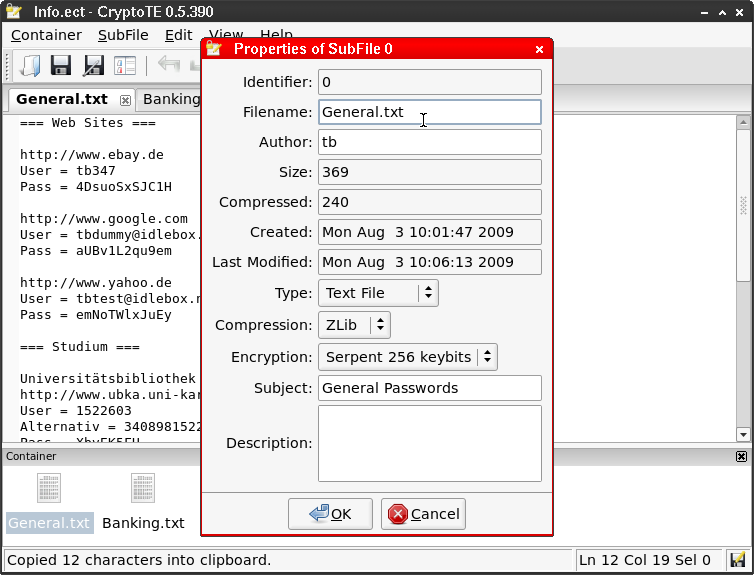 Info.ect - CryptoTE 0.5.390
Container SubFile Edit View Help
General.txt Banking
=== Web Sites ===
http://www.ebay.de
User = tb347
Pass = 4DsuoSxSJC1H
http://www.google.com
User = tbdummy@idlebox.
Pass = aUBv1L2qu9em
http://www.yahoo.de
User = tbtest@idlebox.
Pass = emNoTWlxJuEy
=== Studium ===
Universitätsbibliothek
http://www.ubka.uni-kar
User = 1522603
Alternativ = 3408981522
Pass =
Properties of SubFile 0
Identifier: 0
Filename: General.txt
Author: tb
Size: 369
Compressed: 240
Created: Mon Aug  3 10:01:47 2009
Last Modified: Mon Aug  3 10:06:13 2009
Type: Text File
Compression: ZLib
Encryption: Serpent 256 keybits
Subject: General Passwords
Description:
OK Cancel
Container
General.txt Banking.txt
Copied 12 characters into clipboard. Ln 12 Col 19 Sel 0